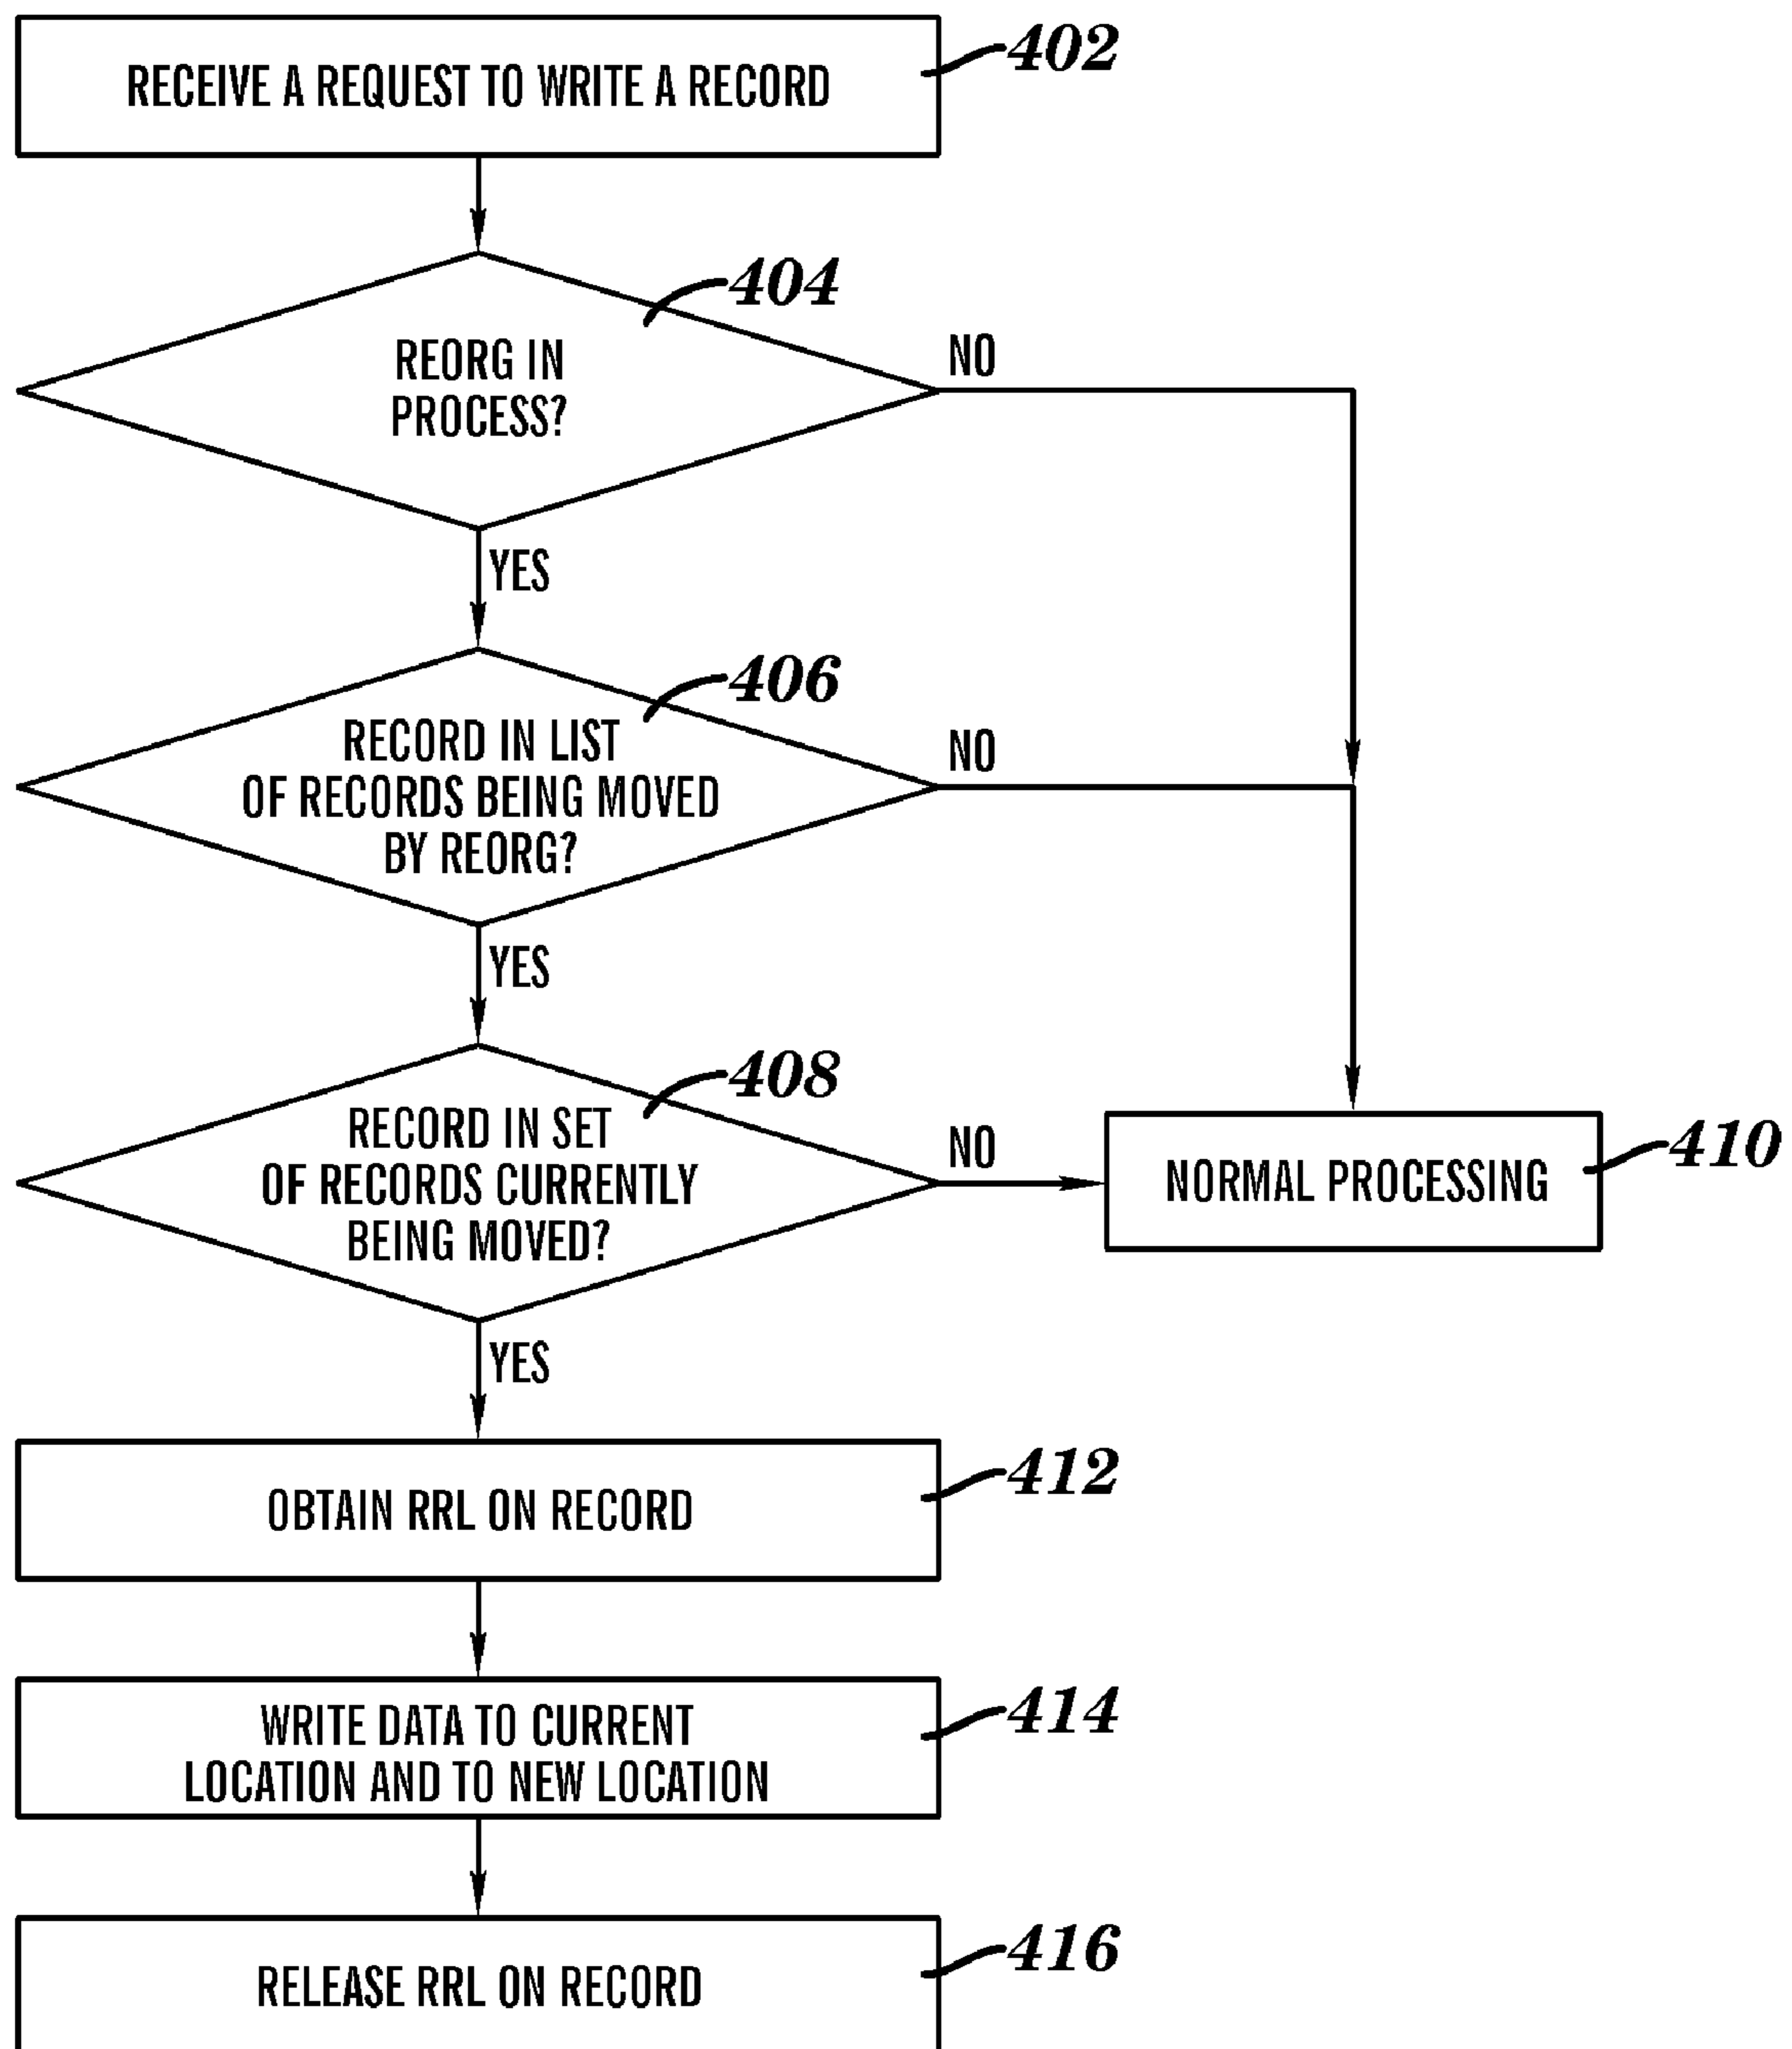 RECEIVE A REQUEST TO WRITE A RECORD
402
404
REORG IN
PROCESS?
NO
YES
406
RECORD IN LIST
OF RECORDS BEING MOVED
BY REORG?
NO
YES
408
RECORD IN SET
OF RECORDS CURRENTLY
BEING MOVED?
NO
NORMAL PROCESSING
410
YES
OBTAIN RRL ON RECORD
412
WRITE DATA TO CURRENT
LOCATION AND TO NEW LOCATION
414
RELEASE RRL ON RECORD
416